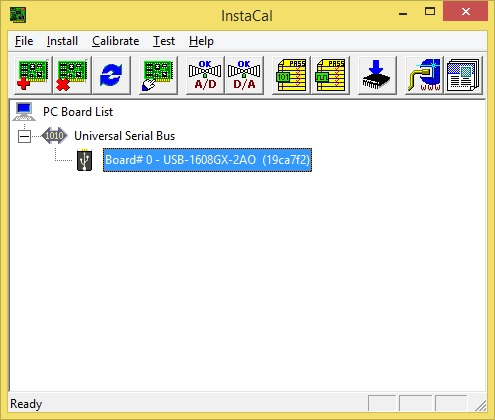 InstaCal
File Install Calibrate Test Help
OK A/D OK D/A PASS PASS WWW
PC Board List
1010 Universal Serial Bus
Board# 0 - USB-1608GX-2AO (19ca7f2)
Ready